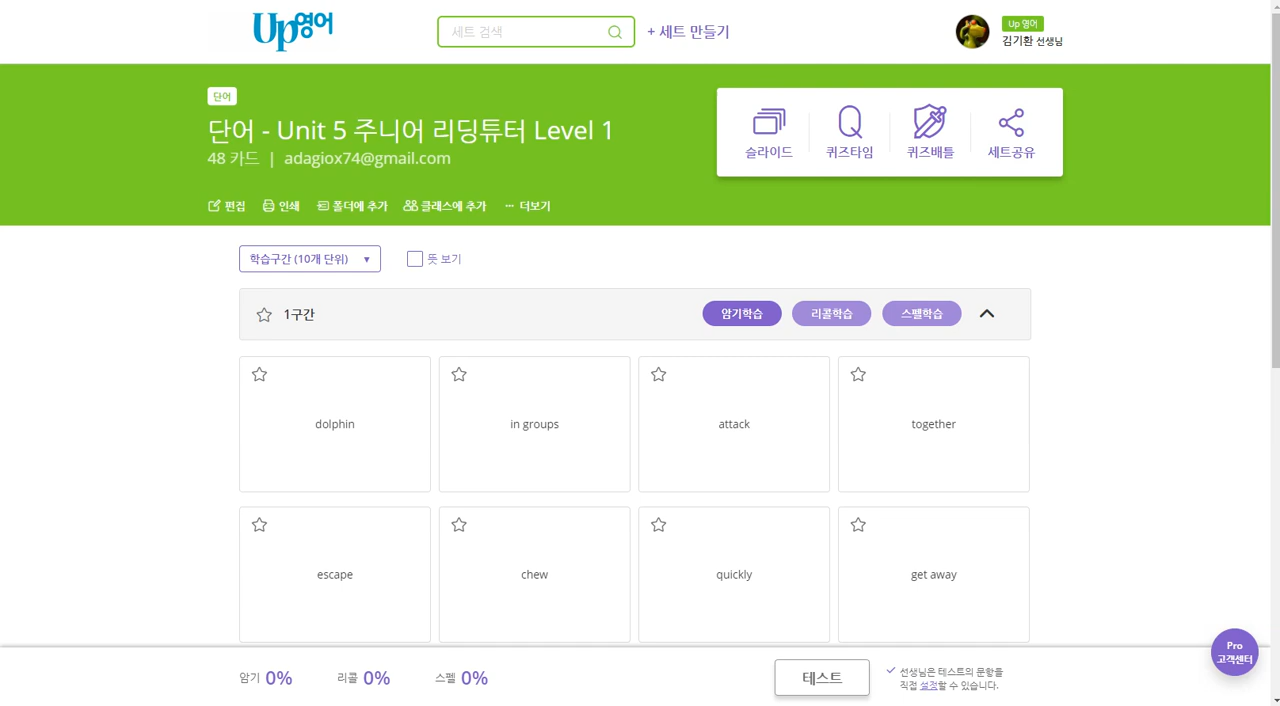 Up영어
세트 검색
+ 세트 만들기
Up 영어
김기환 선생님
단어
단어 - Unit 5 주니어 리딩튜터 Level 1
48 카드 | adagiox74@gmail.com
슬라이드
퀴즈타임
퀴즈배틀
세트공유
편집
인쇄
폴더에 추가
클래스에 추가
··· 더보기
학습구간 (10개 단위) ▼
뜻 보기
1구간
암기학습
리콜학습
스펠학습
dolphin
in groups
attack
together
escape
chew
quickly
get away
Pro
고객센터
암기 0%
리콜 0%
스펠 0%
테스트
선생님은 테스트의 문항을
직접 설정할 수 있습니다.